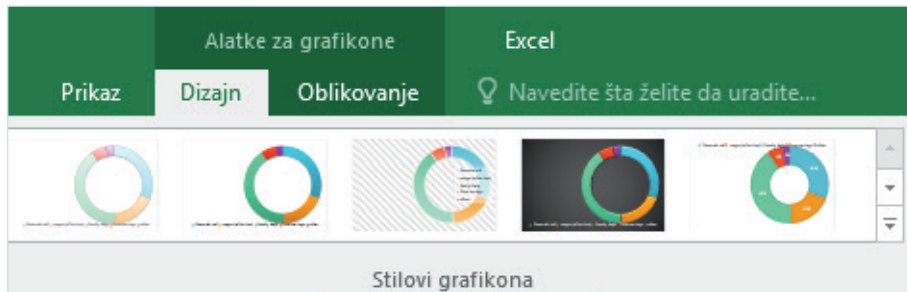 Alatke za grafikone Excel
Prikaz Dizajn Oblikovanje Navedite šta želite da uradite...
Stilovi grafikona